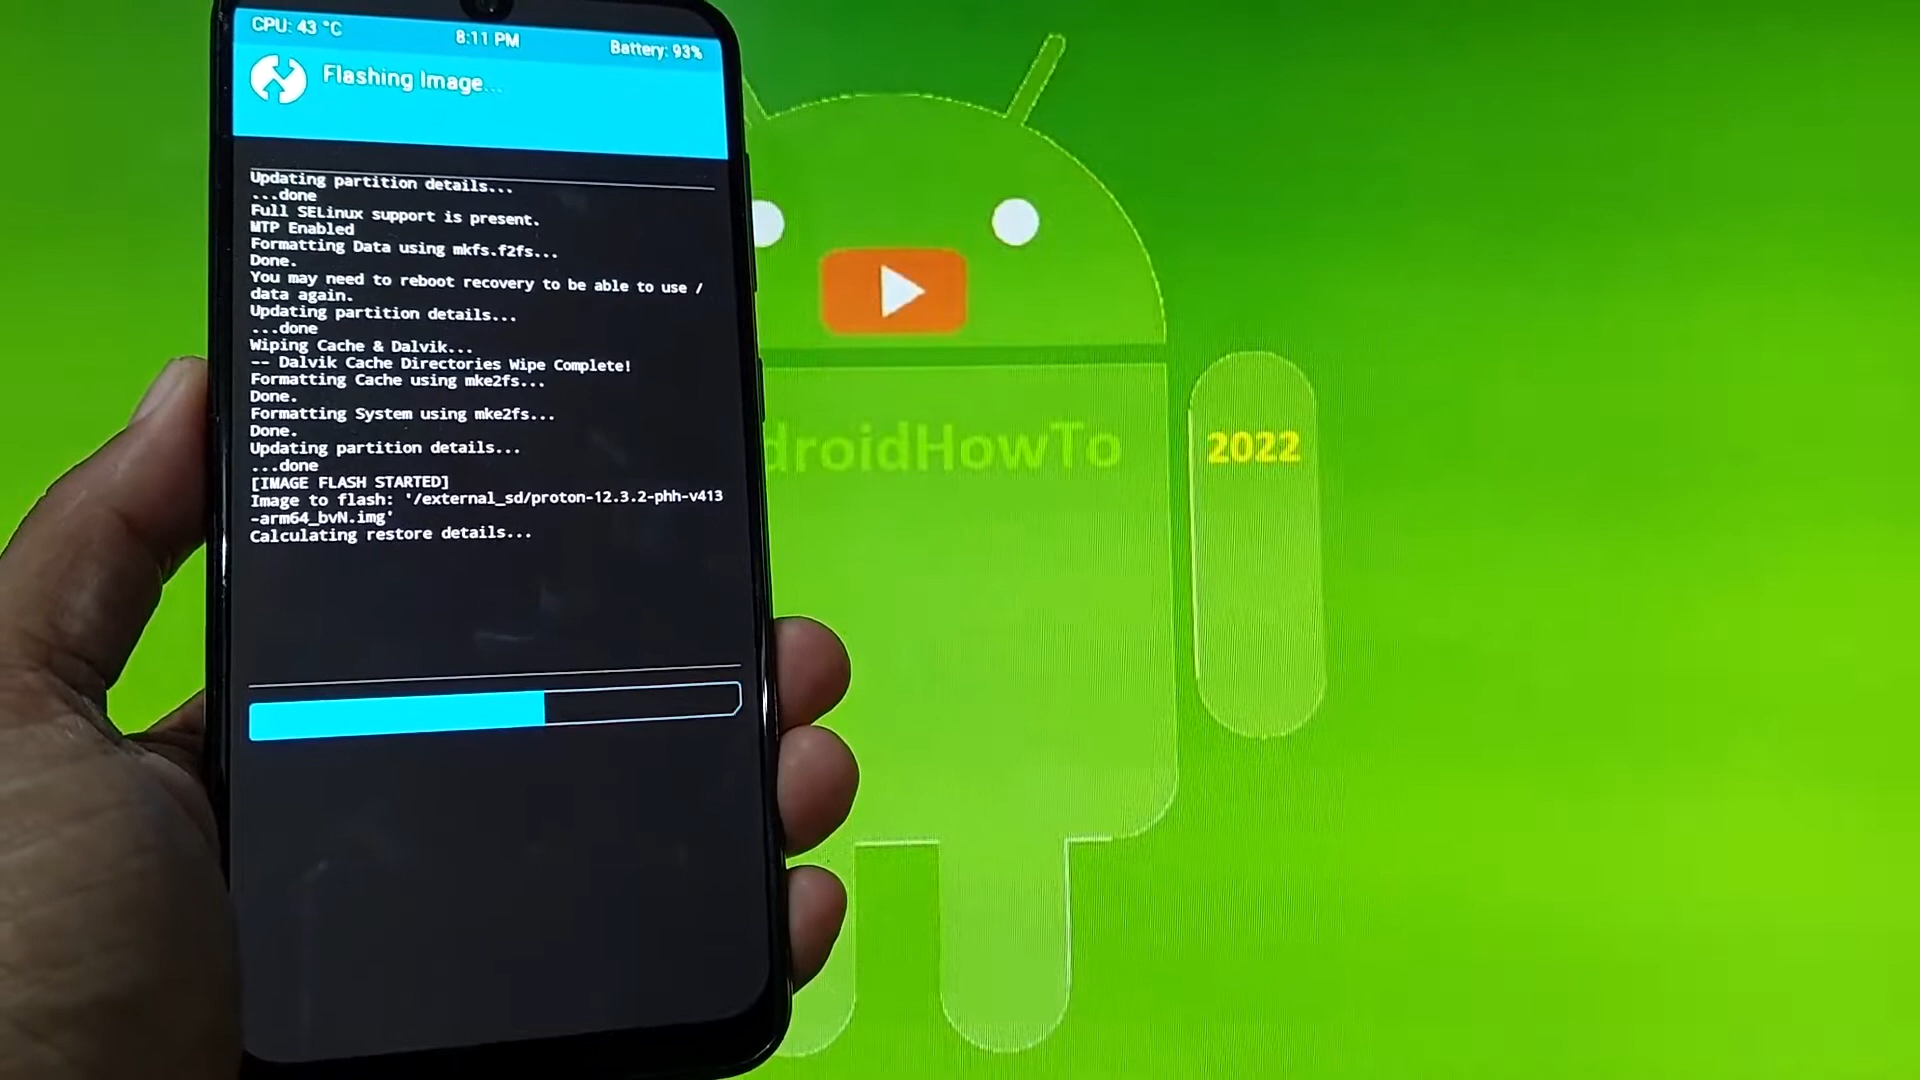 CPU: 43 °C
8:11 PM
Battery: 93%
Flashing Image...
Updating partition details...
...done
Full SELinux support is present.
MTP Enabled
Formatting Data using mkfs.f2fs...
Done.
You may need to reboot recovery to be able to use /
data again.
Updating partition details...
...done
Wiping Cache & Dalvik...
-- Dalvik Cache Directories Wipe Complete!
Formatting Cache using mke2fs...
Done.
Formatting System using mke2fs...
Done.
Updating partition details...
...done
[IMAGE FLASH STARTED]
Image to flash: '/external_sd/proton-12.3.2-phh-v413
-arm64_bvN.img'
Calculating restore details...
droidHowTo
2022